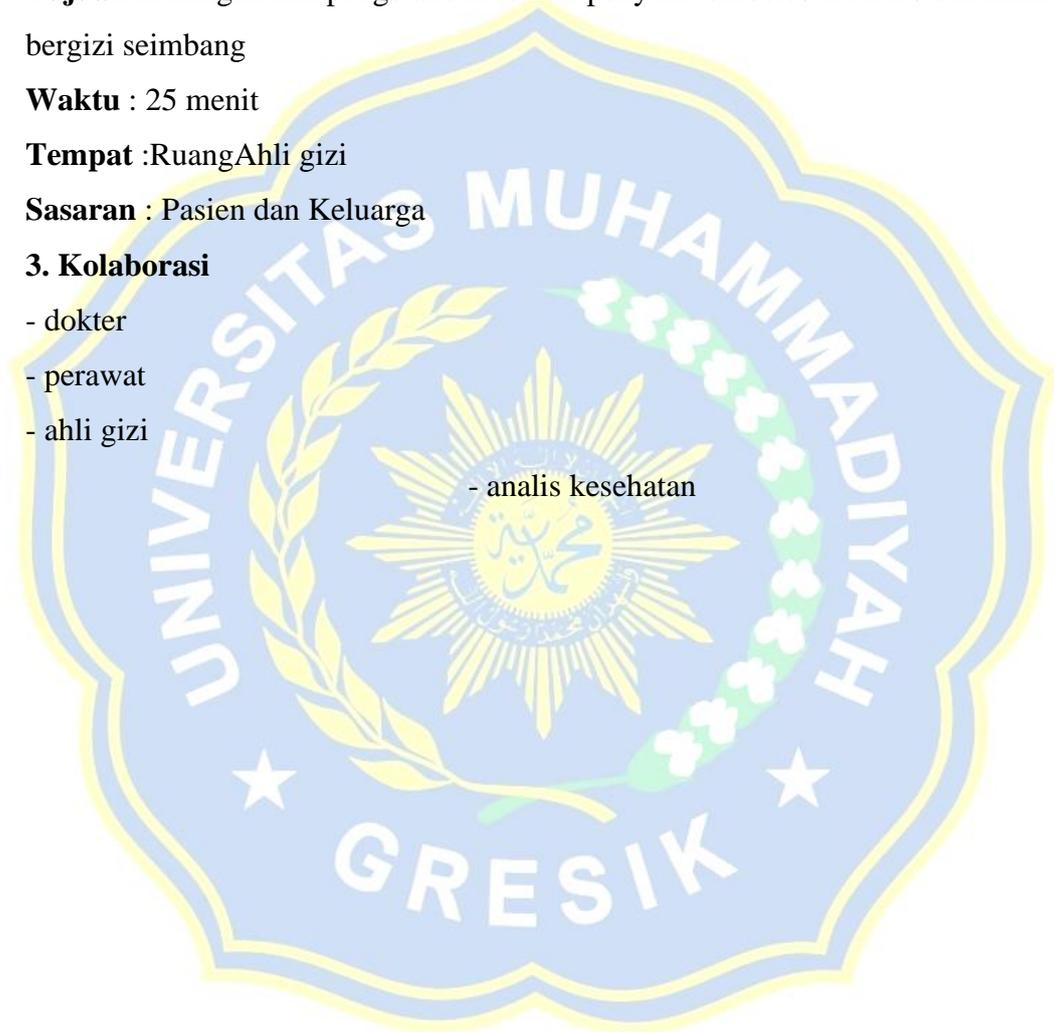 bergizi seimbang
Waktu : 25 menit
Tempat :RuangAhli gizi
Sasaran : Pasien dan Keluarga
3. Kolaborasi
- dokter
- perawat
- ahli gizi
- analis kesehatan
UNIVERSITAS MUHAMMADIYAH
GRESIK